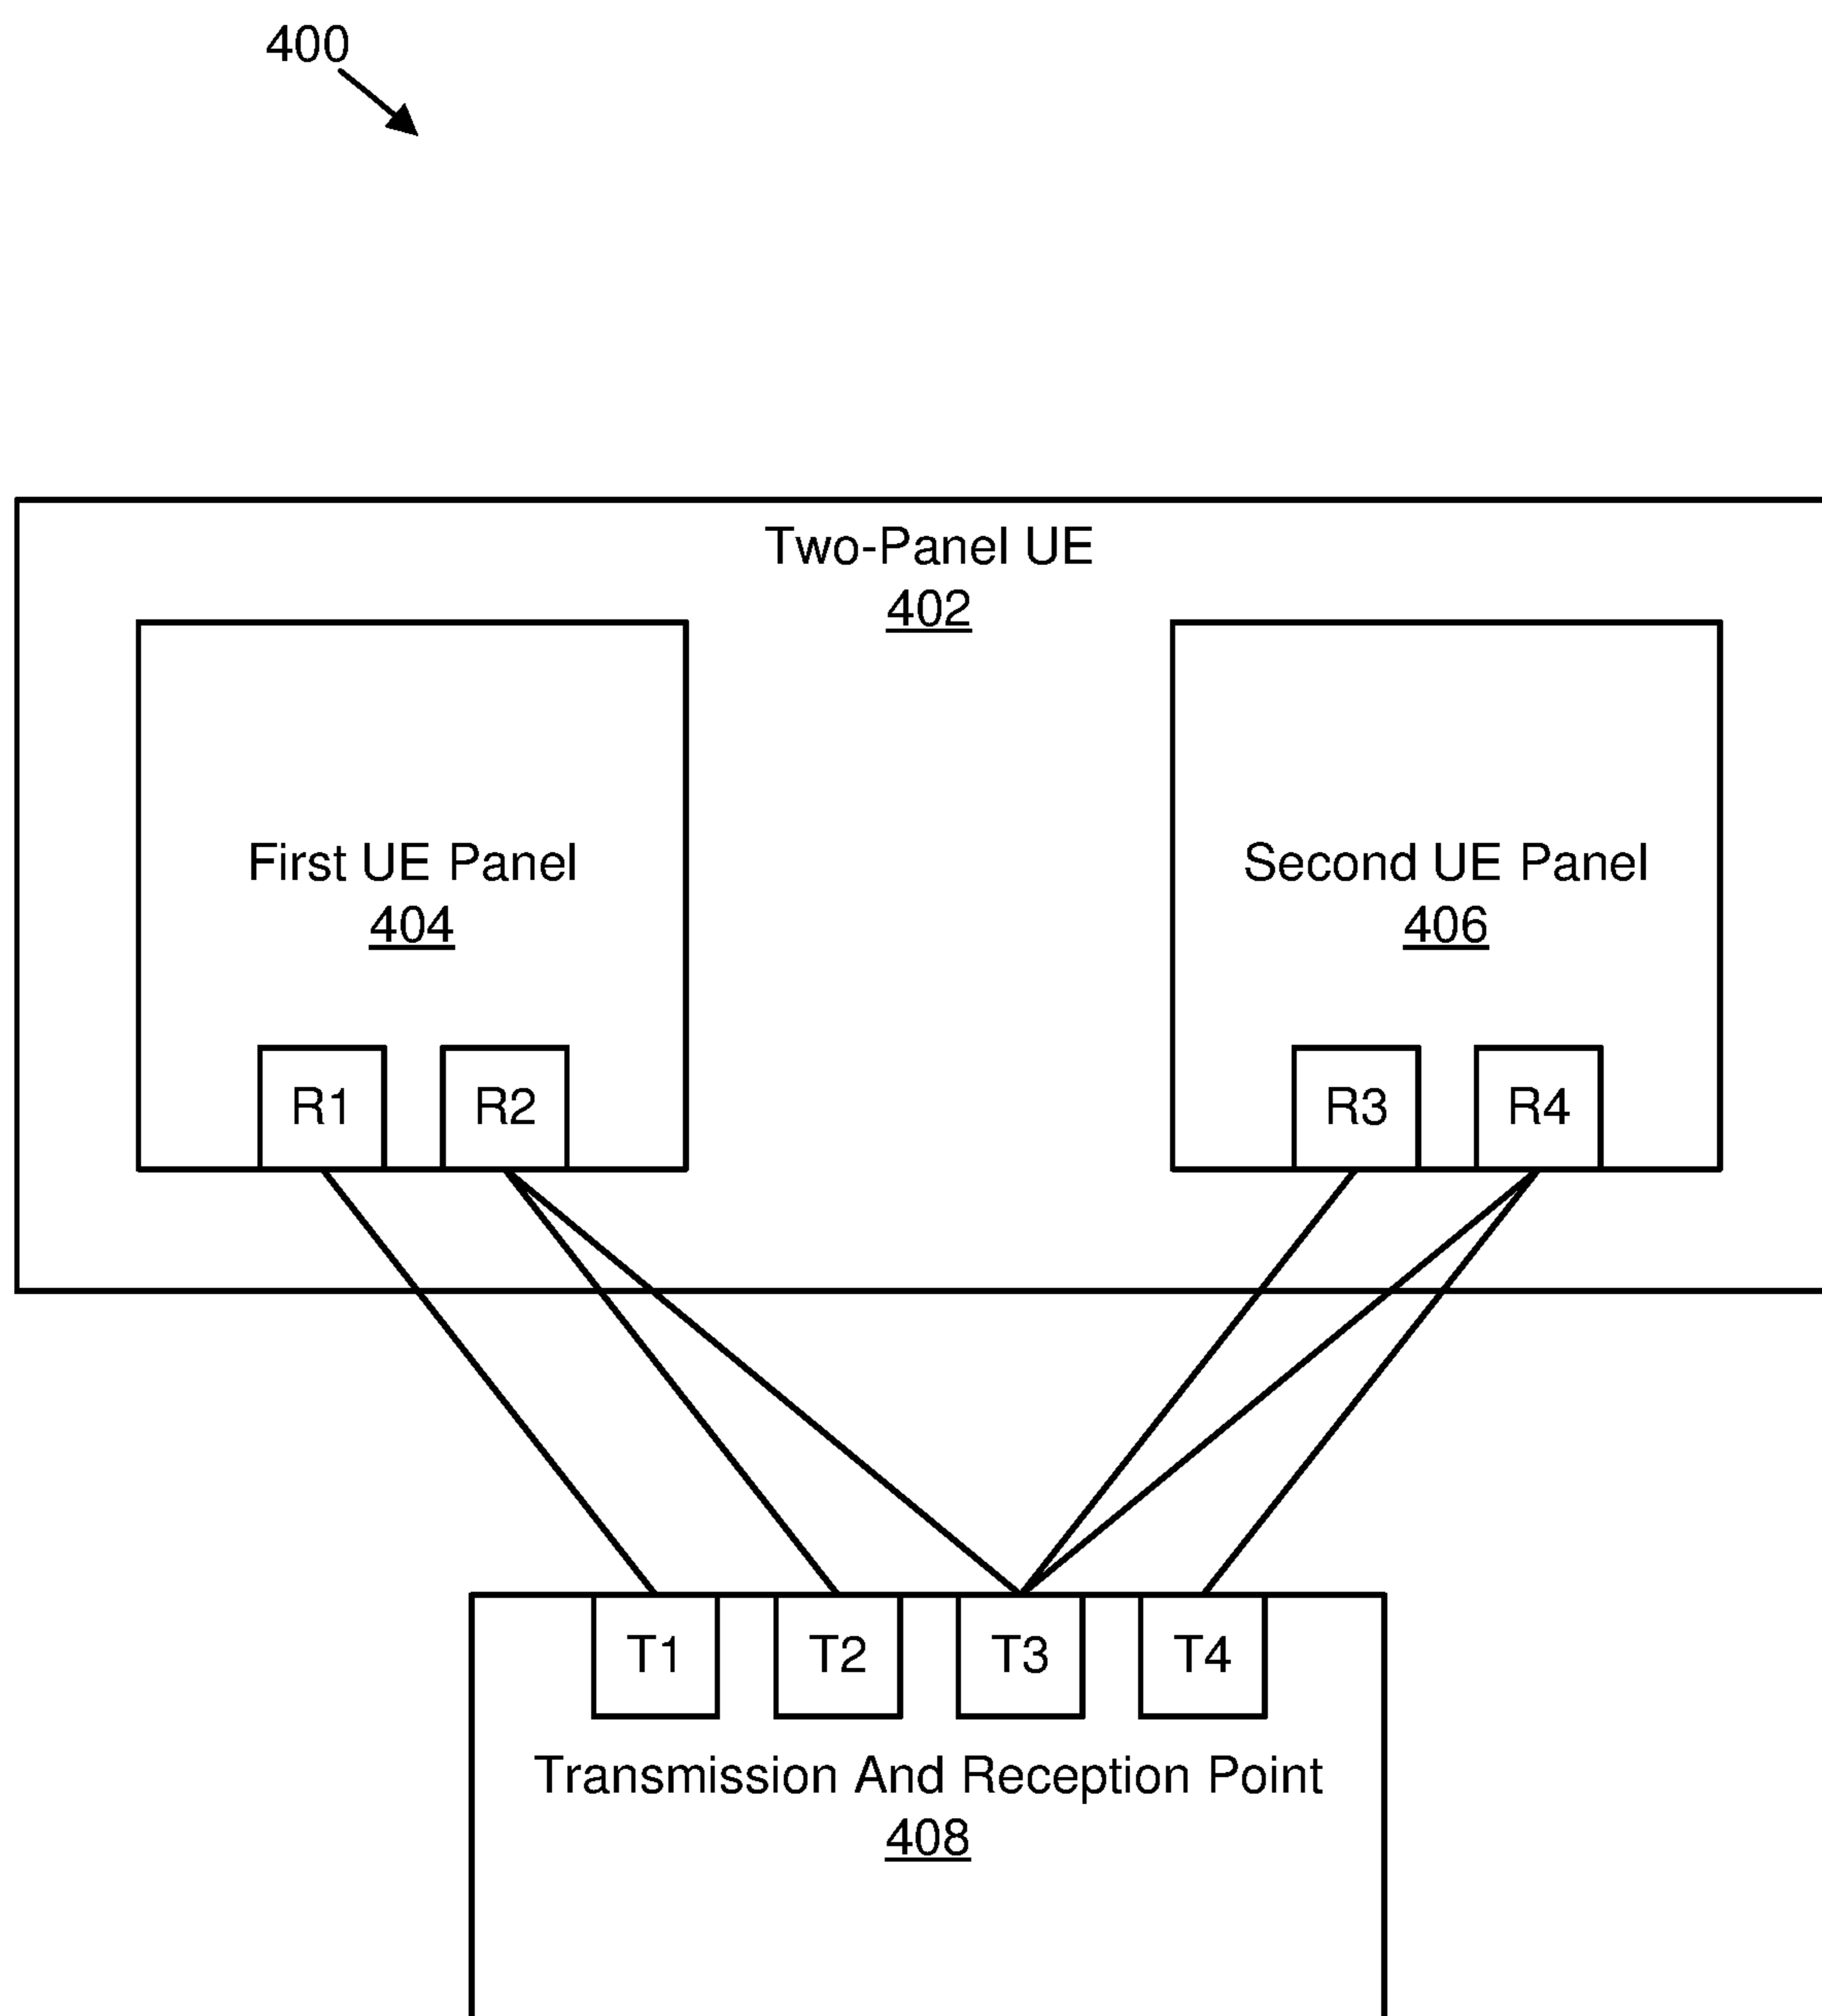 400
Two-Panel UE
402
First UE Panel
404
Second UE Panel
406
R1 R2 R3 R4
T1 T2 T3 T4
Transmission And Reception Point
408